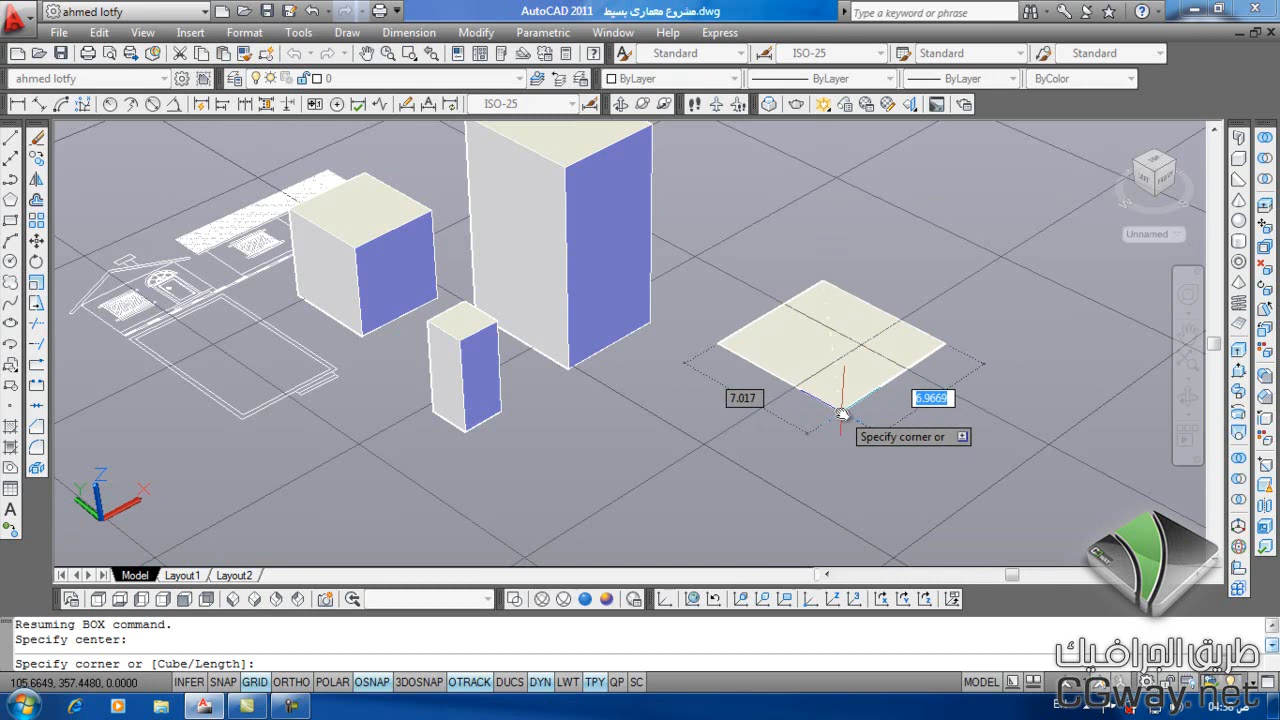 ahmed lotfy
AutoCAD 2011 مشروع معماري بسيط.dwg
Type a keyword or phrase
File Edit View Insert Format Tools Draw Dimension Modify Parametric Window Help Express
Standard ISO-25 Standard Standard
ahmed lotfy 0 ByLayer ByLayer ByLayer ByColor
ISO-25
TOP
Unnamed
7.017 6.9669
Specify corner or
Z
Y X
Model Layout1 Layout2
Resuming BOX command.
Specify center:
Specify corner or [Cube/Length]:
105.6649, 357.4480, 0.0000 INFER SNAP GRID ORTHO POLAR OSNAP 3DOSNAP OTRACK DUCS DYN LWT TPY QP SC MODEL
طريق الجرافيك
CGway.net